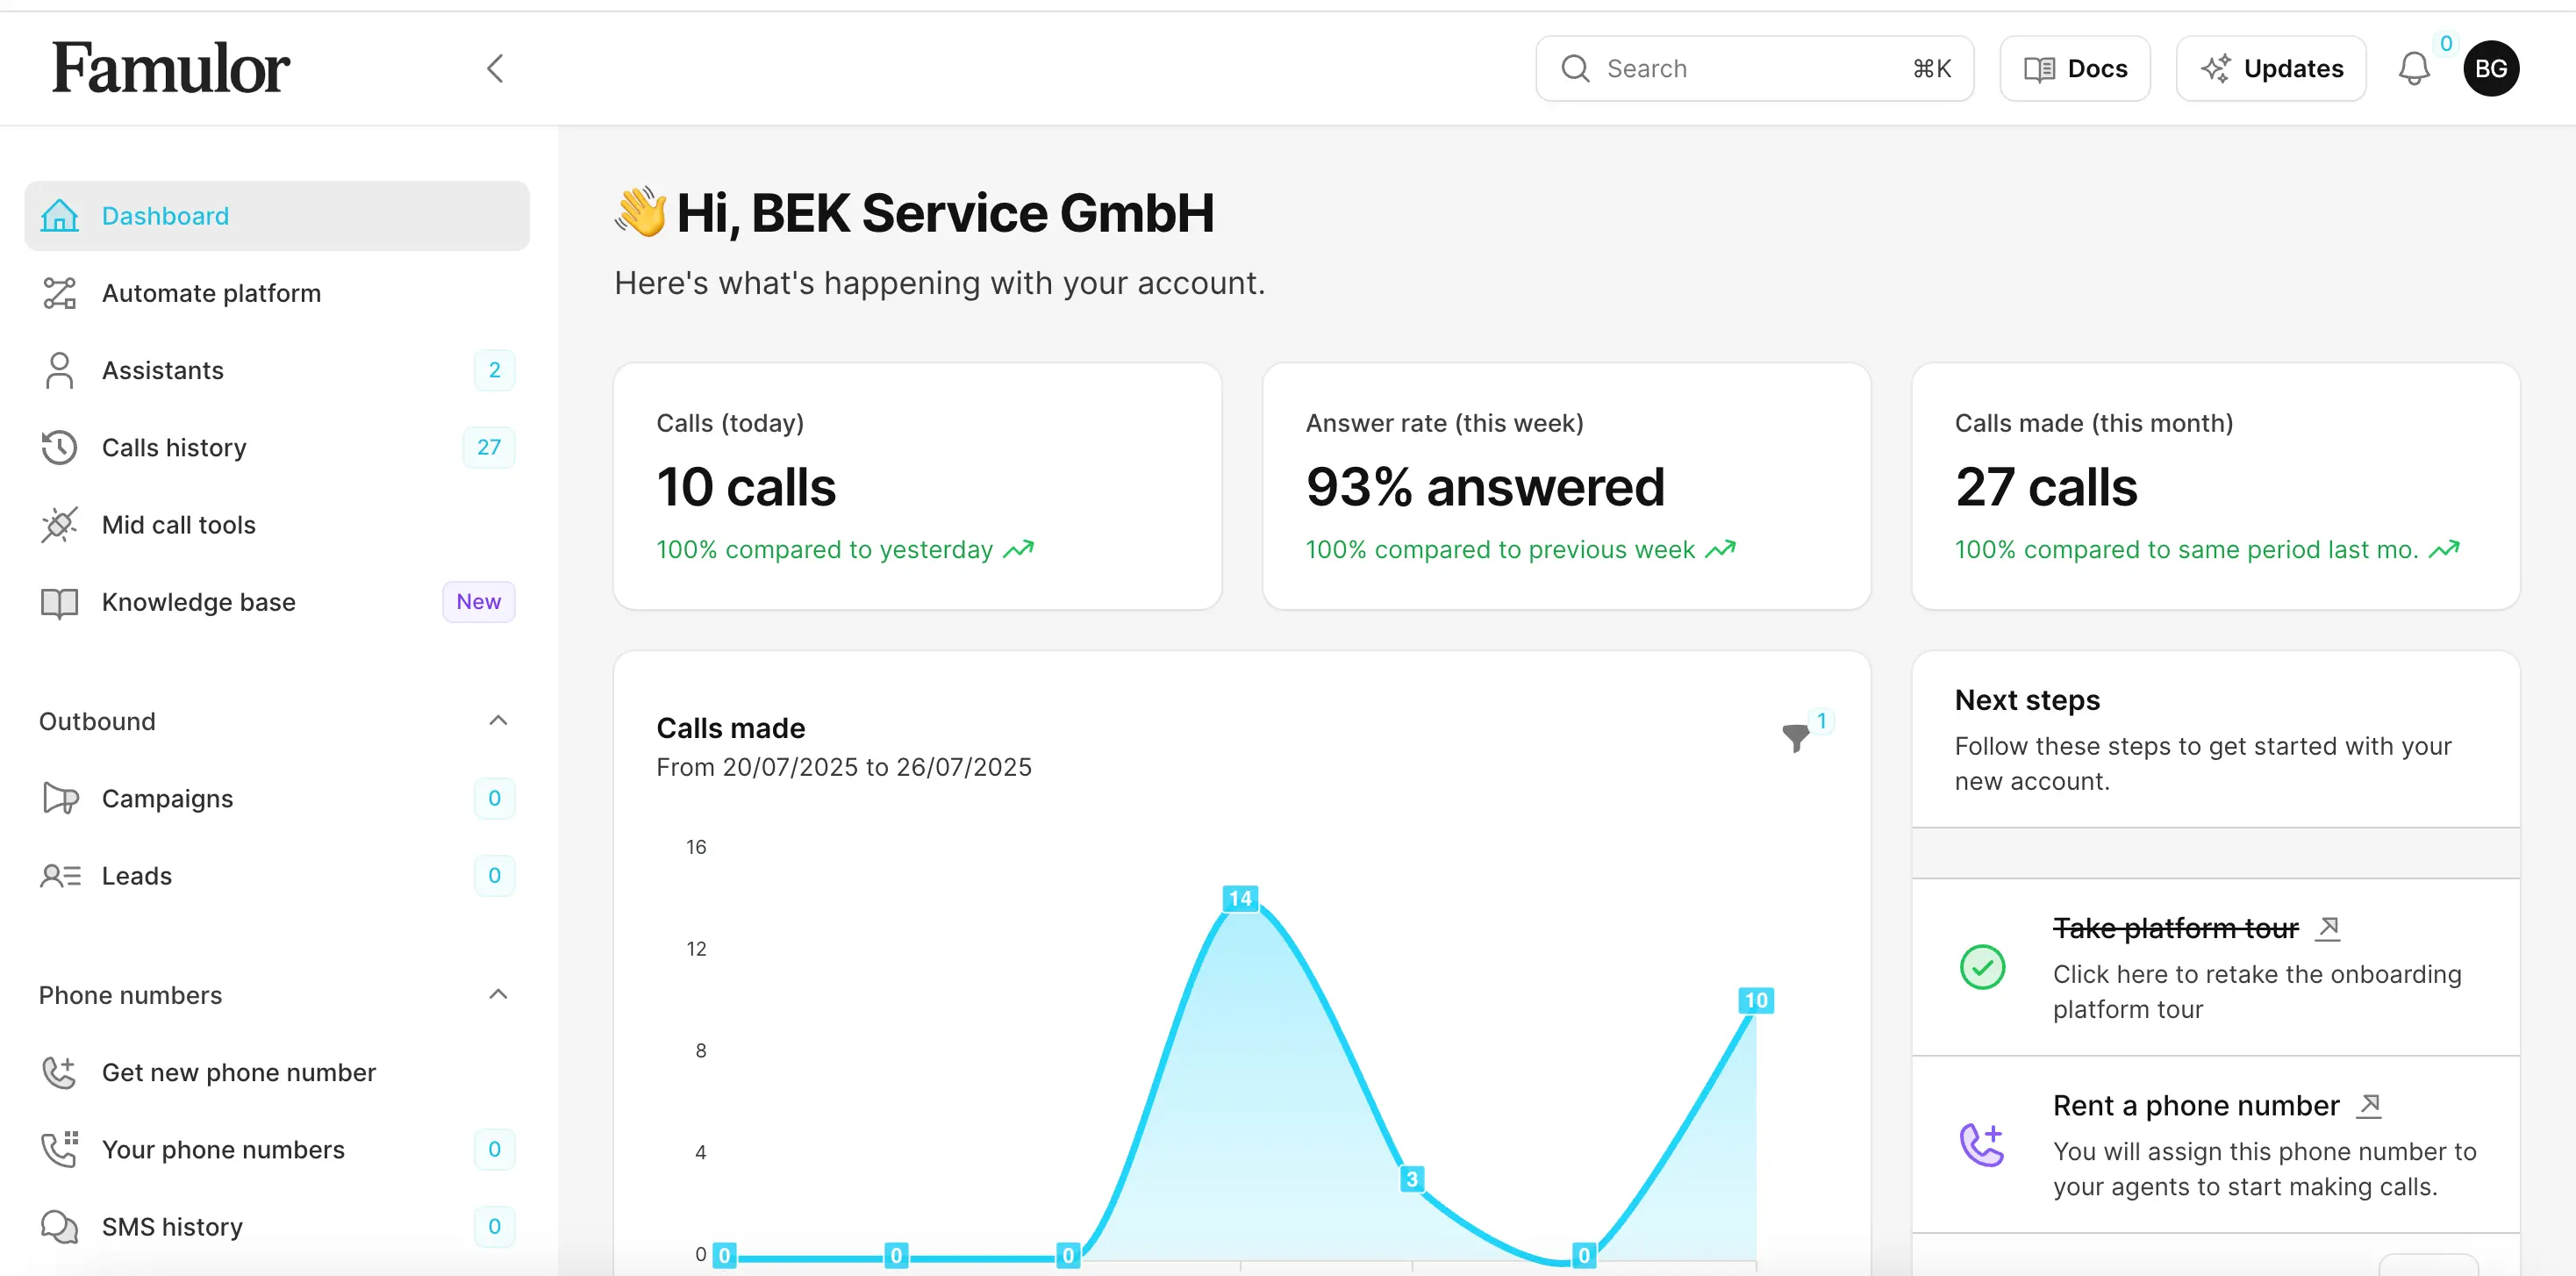 Famulor
Search ⌘K
Docs
Updates
0
BG
Dashboard
Automate platform
Assistants 2
Calls history 27
Mid call tools
Knowledge base New
Outbound
Campaigns 0
Leads 0
Phone numbers
Get new phone number
Your phone numbers 0
SMS history 0
👋 Hi, BEK Service GmbH
Here's what's happening with your account.
Calls (today)
10 calls
100% compared to yesterday
Answer rate (this week)
93% answered
100% compared to previous week
Calls made (this month)
27 calls
100% compared to same period last mo.
Calls made
From 20/07/2025 to 26/07/2025
1
16
12
8
4
0
0
0
0
14
3
0
10
Next steps
Follow these steps to get started with your
new account.
Take platform tour
Click here to retake the onboarding
platform tour
Rent a phone number
You will assign this phone number to
your agents to start making calls.